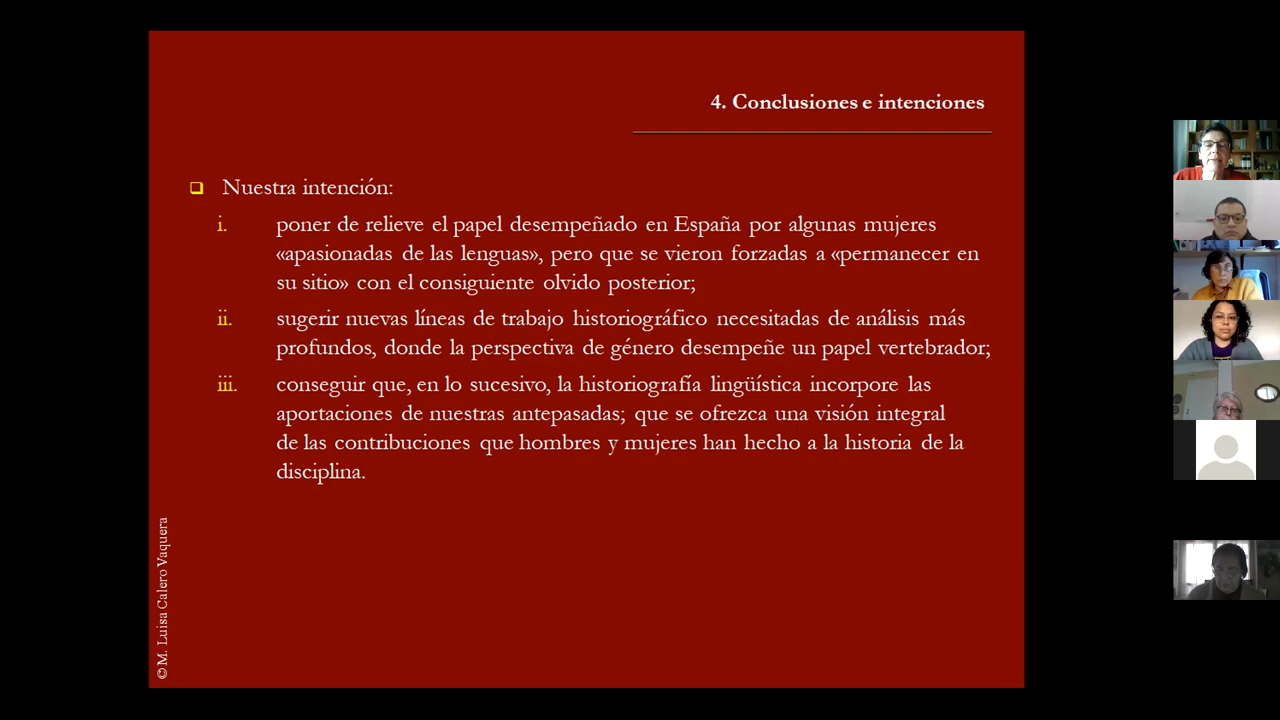 4. Conclusiones e intenciones
Nuestra intención:
i. poner de relieve el papel desempeñado en España por algunas mujeres
«apasionadas de las lenguas», pero que se vieron forzadas a «permanecer en
su sitio» con el consiguiente olvido posterior;
ii. sugerir nuevas líneas de trabajo historiográfico necesitadas de análisis más
profundos, donde la perspectiva de género desempeñe un papel vertebrador;
iii. conseguir que, en lo sucesivo, la historiografía lingüística incorpore las
aportaciones de nuestras antepasadas; que se ofrezca una visión integral
de las contribuciones que hombres y mujeres han hecho a la historia de la
disciplina.
©M. Luisa Calero Vaquera